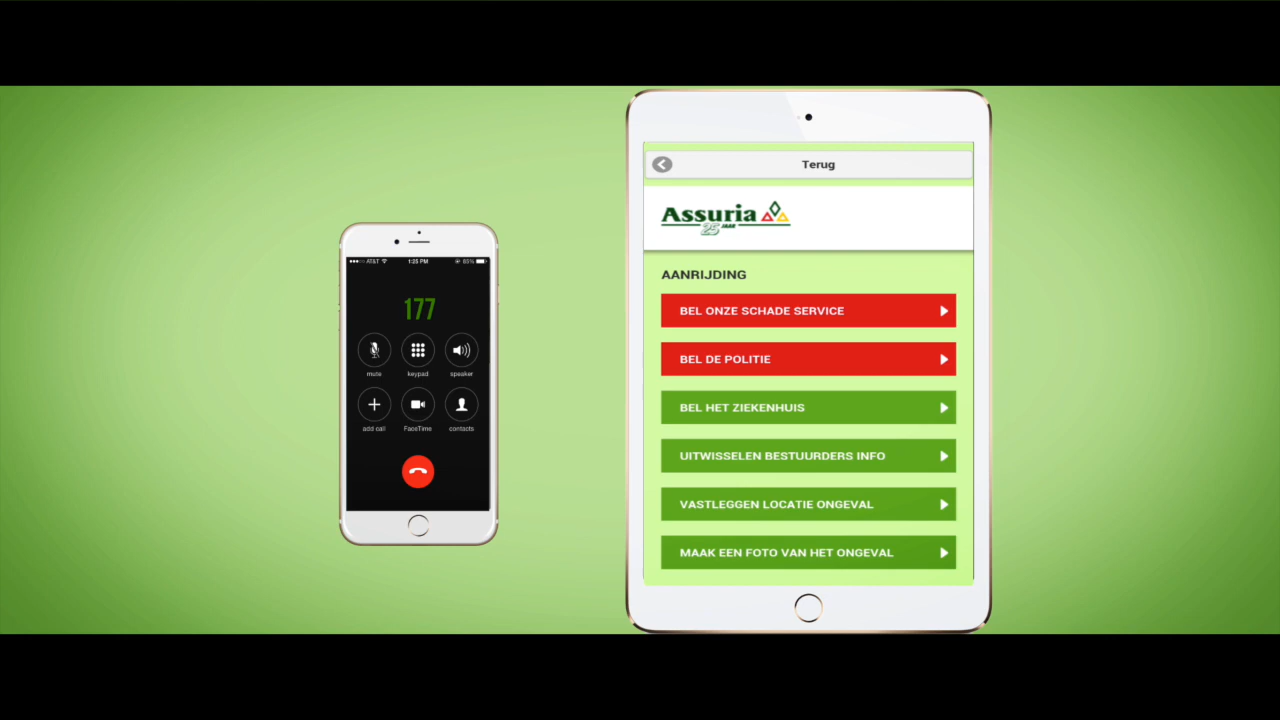 AT&T 1:25 PM 65%
177
mute keypad speaker
add call FaceTime contacts
Terug
Assuria
25 JAAR
AANRIJDING
BEL ONZE SCHADE SERVICE
BEL DE POLITIE
BEL HET ZIEKENHUIS
UITWISSELEN BESTUURDERS INFO
VASTLEGGEN LOCATIE ONGEVAL
MAAK EEN FOTO VAN HET ONGEVAL